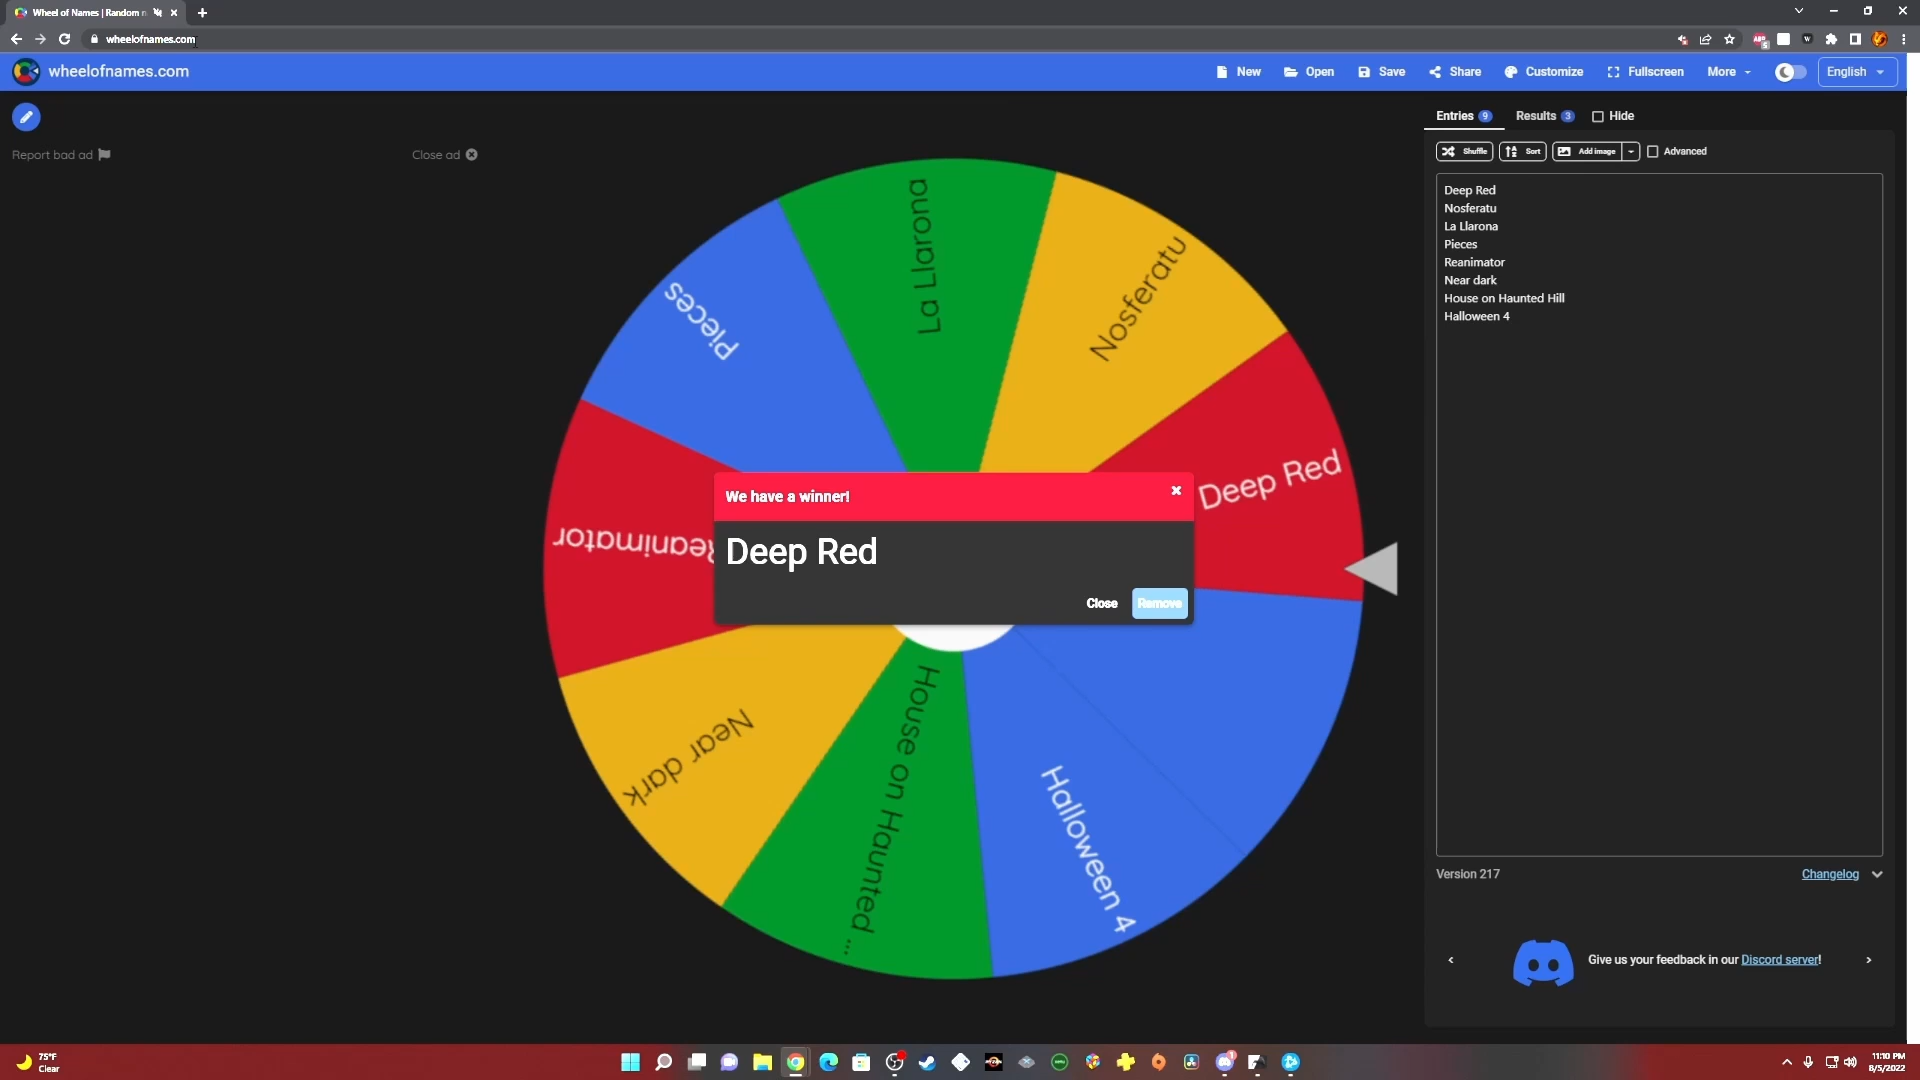 Wheel of Names | Random n
wheelofnames.com
wheelofnames.com
New
Open
Save
Share
Customize
Fullscreen
More
English
Report bad ad
Close ad
Entries 9
Results 3
Hide
Shuffle
Sort
Add image
Advanced
Deep Red
Nosferatu
La Llarona
Pieces
Reanimator
Near dark
House on Haunted Hill
Halloween 4
La Llarona
Nosferatu
Pieces
Deep Red
Reanimator
Near dark
House on Haunted ...
Halloween 4
We have a winner!
Deep Red
Close
Remove
Version 217
Changelog
Give us your feedback in our Discord server!
75°F
Clear
11:10 PM
8/5/2022